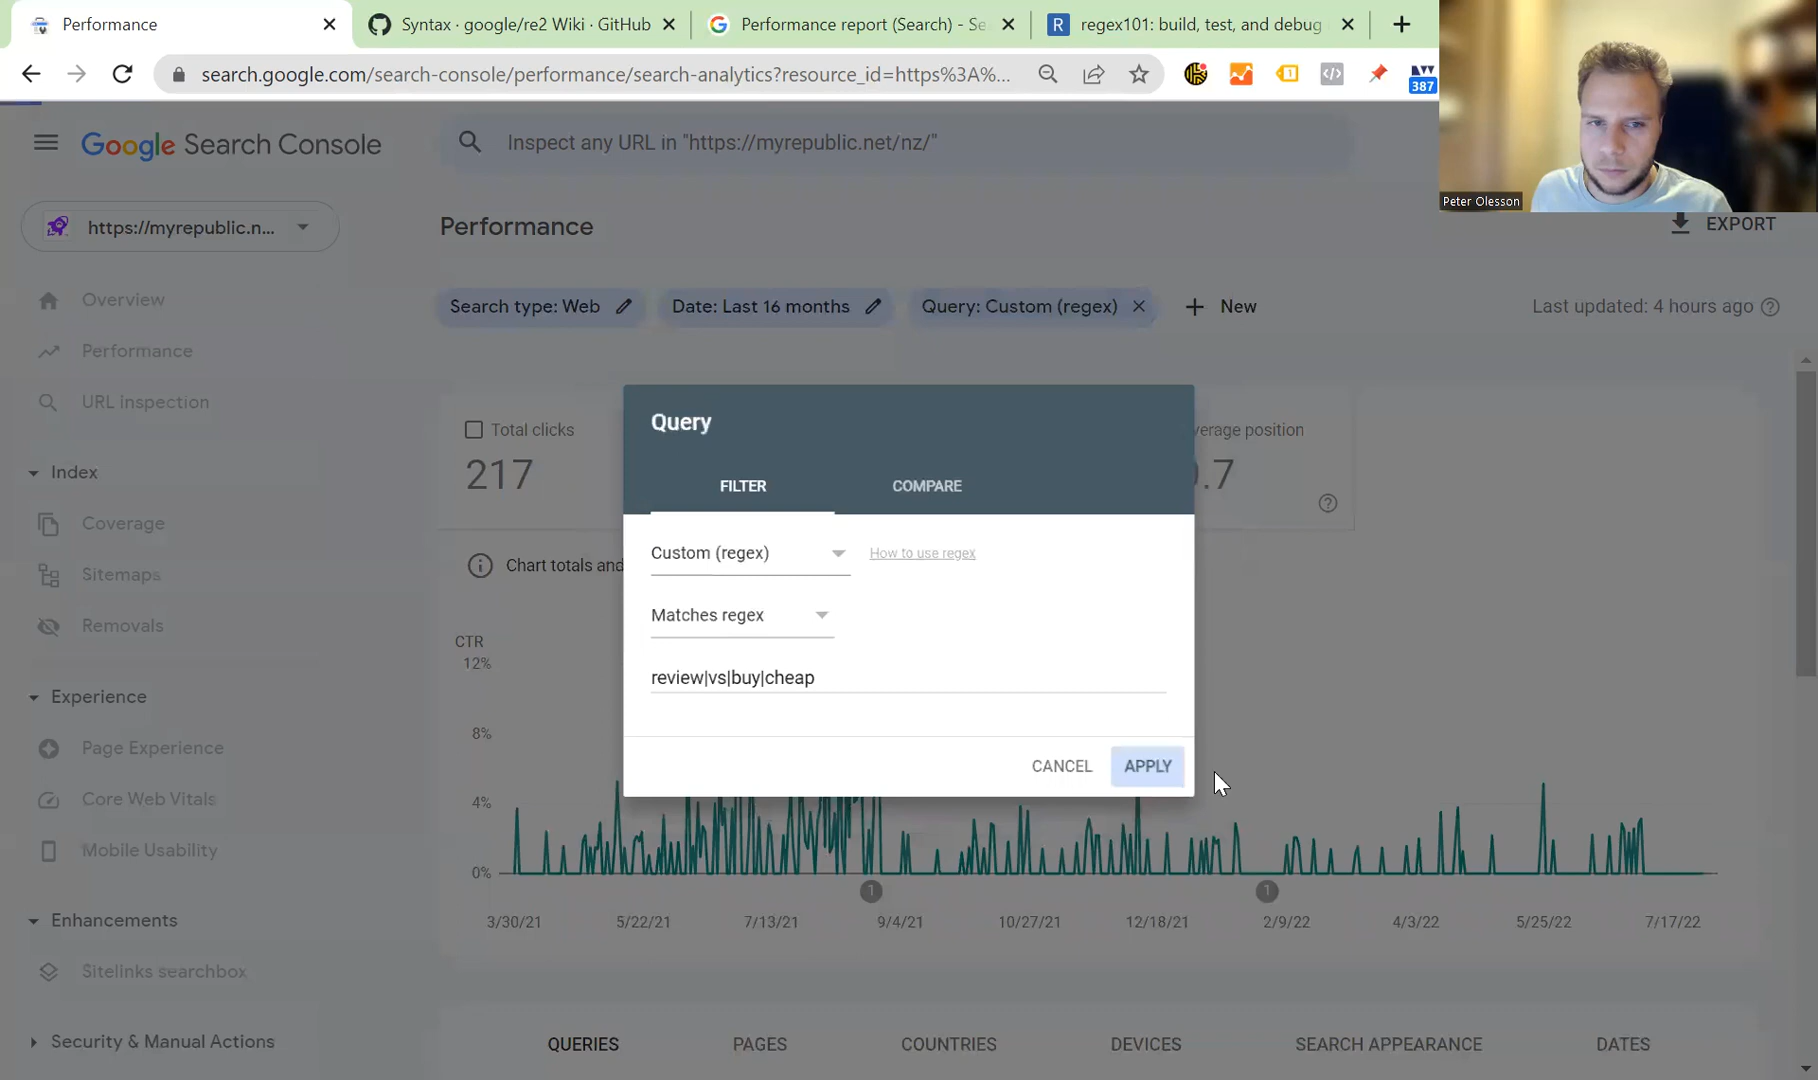 Performance
Syntax · google/re2 Wiki · GitHub
Performance report (Search) - Se
regex101: build, test, and debug
search.google.com/search-console/performance/search-analytics?resource_id=https%3A%...
1
387
Peter Olesson
Google Search Console
Inspect any URL in "https://myrepublic.net/nz/"
https://myrepublic.n...
Performance
EXPORT
Search type: Web
Date: Last 16 months
Query: Custom (regex)
New
Last updated: 4 hours ago
Overview
Performance
URL inspection
Index
Coverage
Sitemaps
Removals
Experience
Page Experience
Core Web Vitals
Mobile Usability
Enhancements
Sitelinks searchbox
Security & Manual Actions
Total clicks
217
verage position
.7
Chart totals and
Query
FILTER
COMPARE
Custom (regex)
How to use regex
Matches regex
review|vs|buy|cheap
CANCEL
APPLY
CTR
12%
8%
4%
0%
1
1
3/30/21
5/22/21
7/13/21
9/4/21
10/27/21
12/18/21
2/9/22
4/3/22
5/25/22
7/17/22
QUERIES
PAGES
COUNTRIES
DEVICES
SEARCH APPEARANCE
DATES